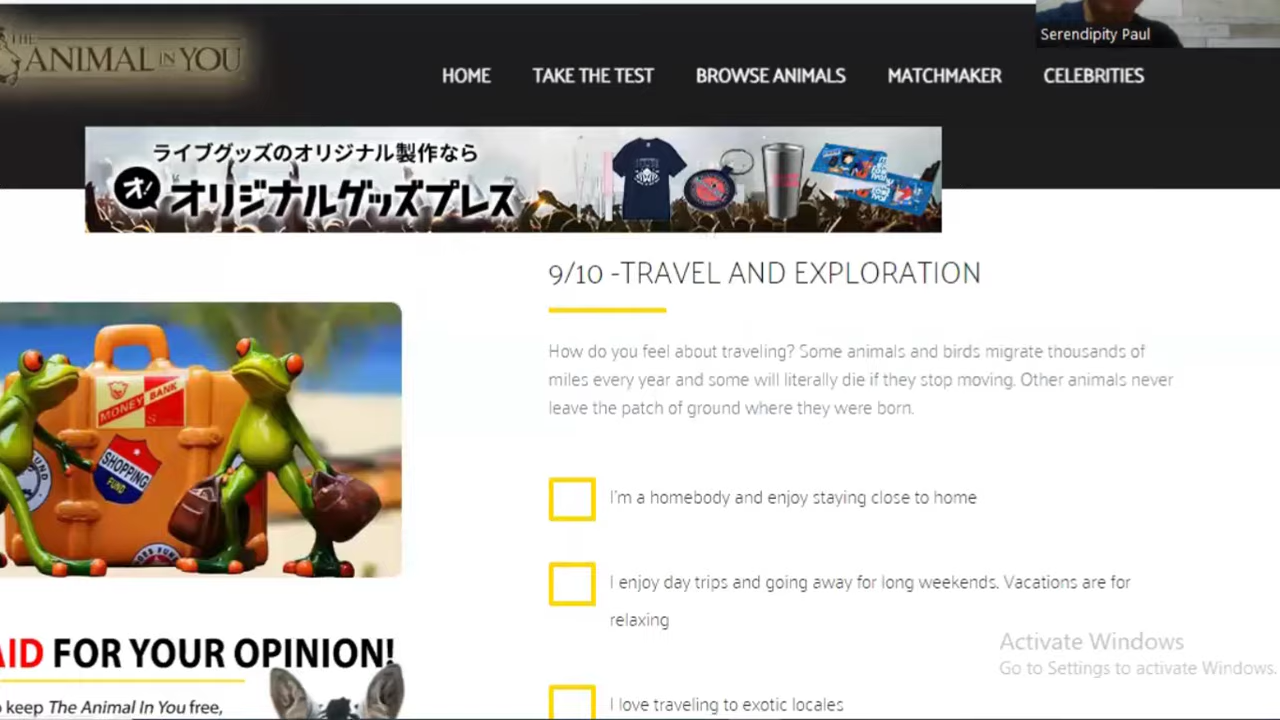 Serendipity Paul
THE
ANIMAL IN YOU
HOME TAKE THE TEST BROWSE ANIMALS MATCHMAKER CELEBRITIES
ライブグッズのオリジナル製作なら
オ! オリジナルグッズプレス
9/10 -TRAVEL AND EXPLORATION
How do you feel about traveling? Some animals and birds migrate thousands of
miles every year and some will literally die if they stop moving. Other animals never
leave the patch of ground where they were born.
MONEY BANK
SHOPPING
FUND
I'm a homebody and enjoy staying close to home
I enjoy day trips and going away for long weekends. Vacations are for
relaxing
I love traveling to exotic locales
AID FOR YOUR OPINION!
keep The Animal In You free,
Activate Windows
Go to Settings to activate Windows.